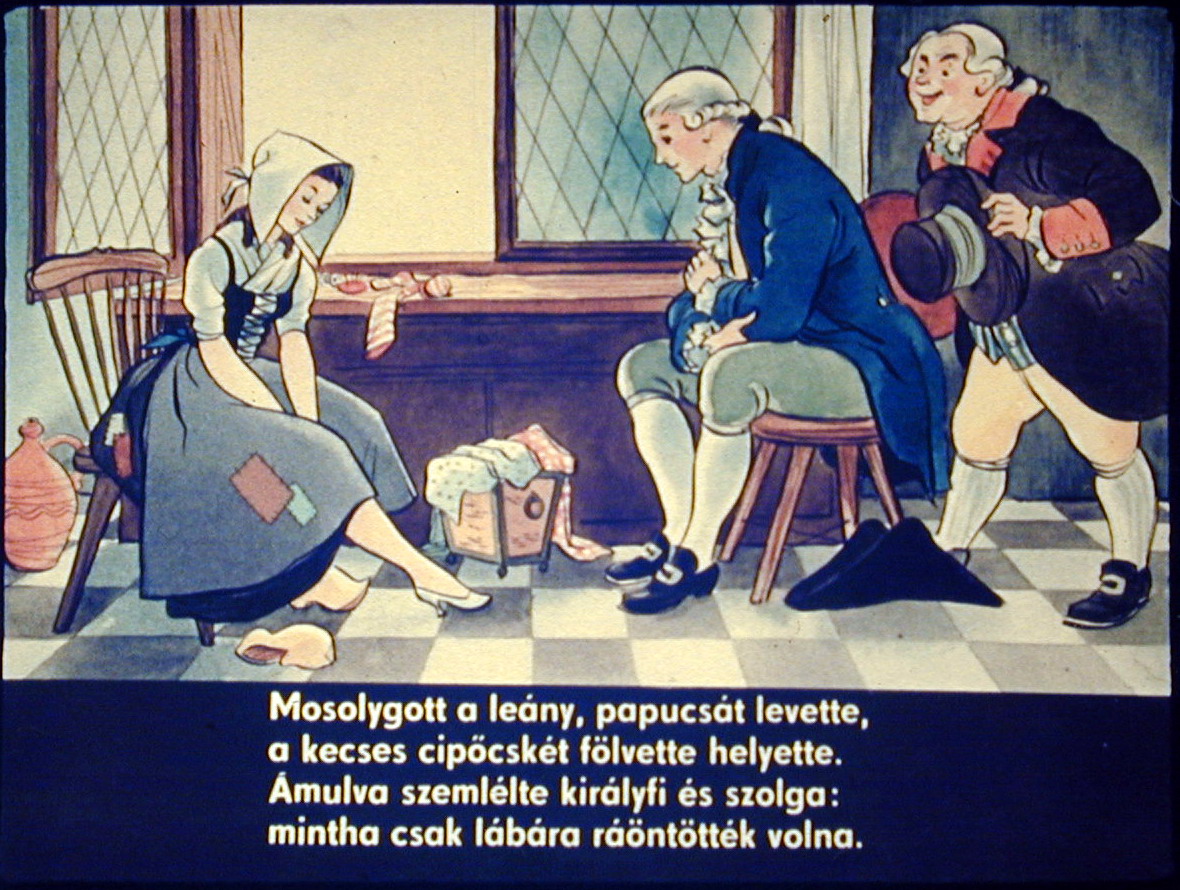 Mosolygott a leány, papucsát levette,
a kecses cipőcskét fölvette helyette.
Ámulva szemlélte királyfi és szolga:
mintha csak lábára ráöntötték volna.